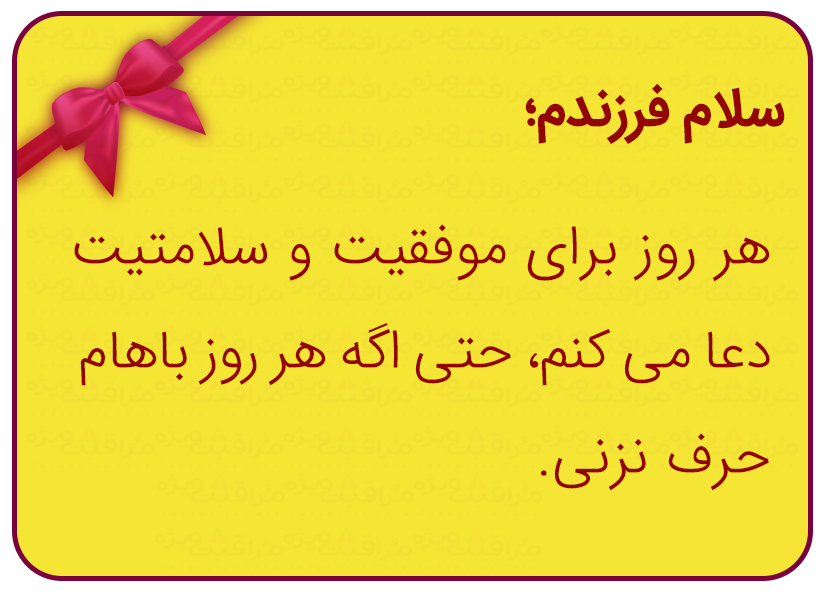 سلام فرزندم؛
هر روز برای موفقیت و سلامتیت
دعا می کنم، حتی اگه هر روز باهام
حرف نزنی.